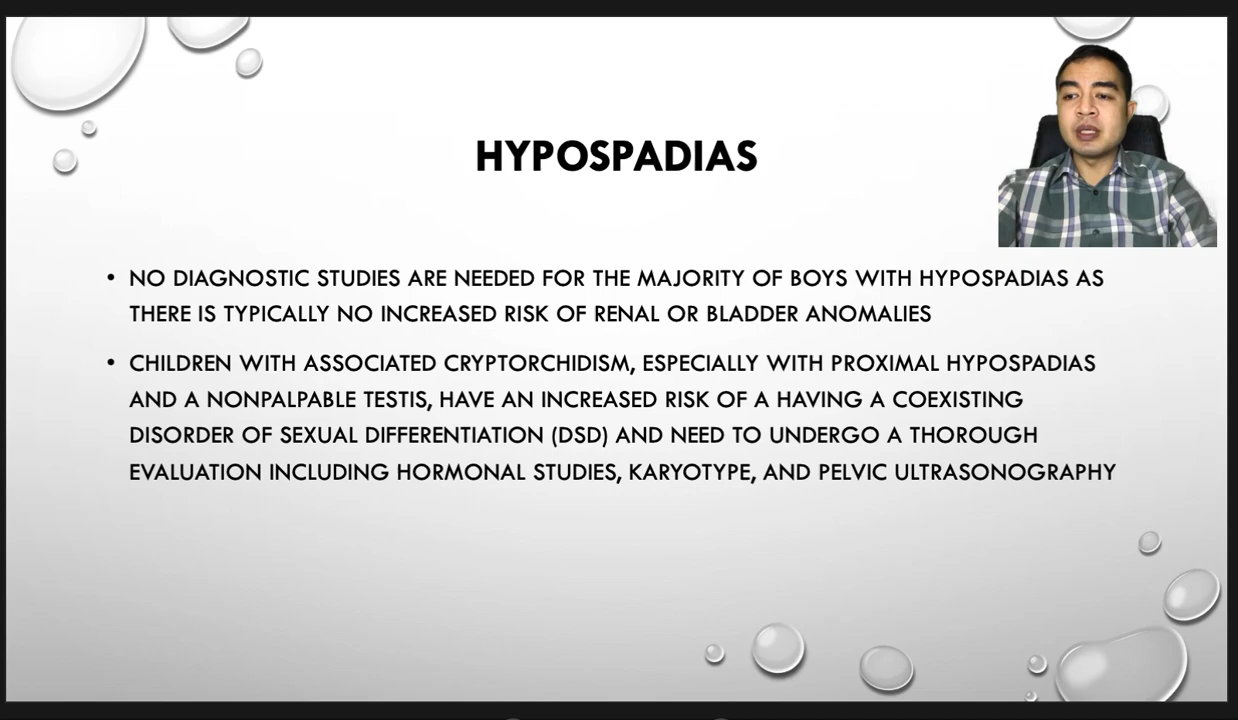 HYPOSPADIAS
• NO DIAGNOSTIC STUDIES ARE NEEDED FOR THE MAJORITY OF BOYS WITH HYPOSPADIAS AS
THERE IS TYPICALLY NO INCREASED RISK OF RENAL OR BLADDER ANOMALIES
• CHILDREN WITH ASSOCIATED CRYPTORCHIDISM, ESPECIALLY WITH PROXIMAL HYPOSPADIAS
AND A NONPALPABLE TESTIS, HAVE AN INCREASED RISK OF A HAVING A COEXISTING
DISORDER OF SEXUAL DIFFERENTIATION (DSD) AND NEED TO UNDERGO A THOROUGH
EVALUATION INCLUDING HORMONAL STUDIES, KARYOTYPE, AND PELVIC ULTRASONOGRAPHY